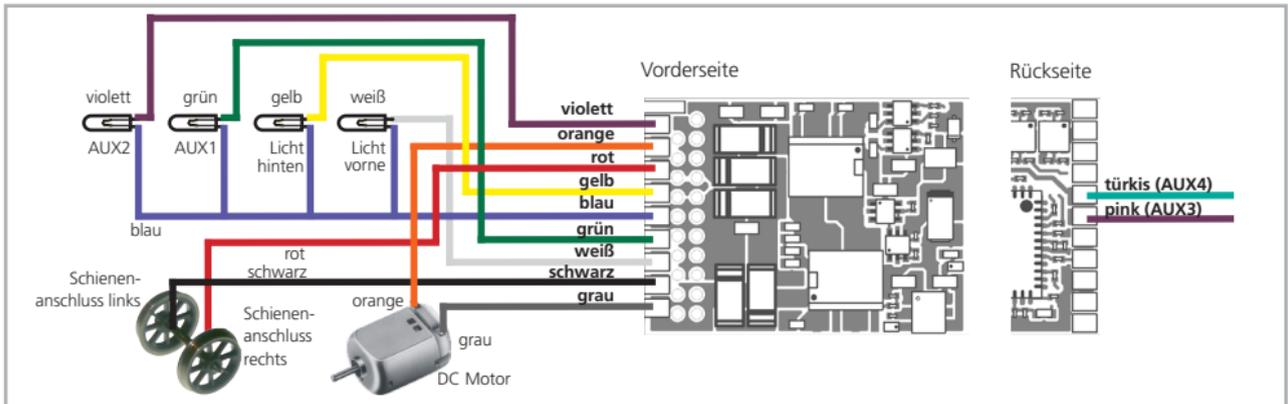 Vorderseite
Rückseite
violett
grün
gelb
weiß
AUX2
AUX1
Licht
hinten
Licht
vorne
violett
orange
rot
gelb
blau
grün
weiß
schwarz
grau
türkis (AUX4)
pink (AUX3)
blau
rot
schwarz
Schienen-
anschluss links
Schienen-
anschluss
rechts
orange
grau
DC Motor